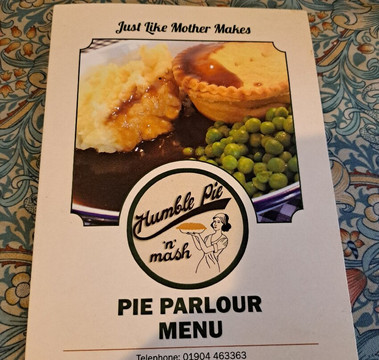 Just Like Mother Makes
Humble Pie
'n'
mash
PIE PARLOUR
MENU
Telephone: 01904 463363